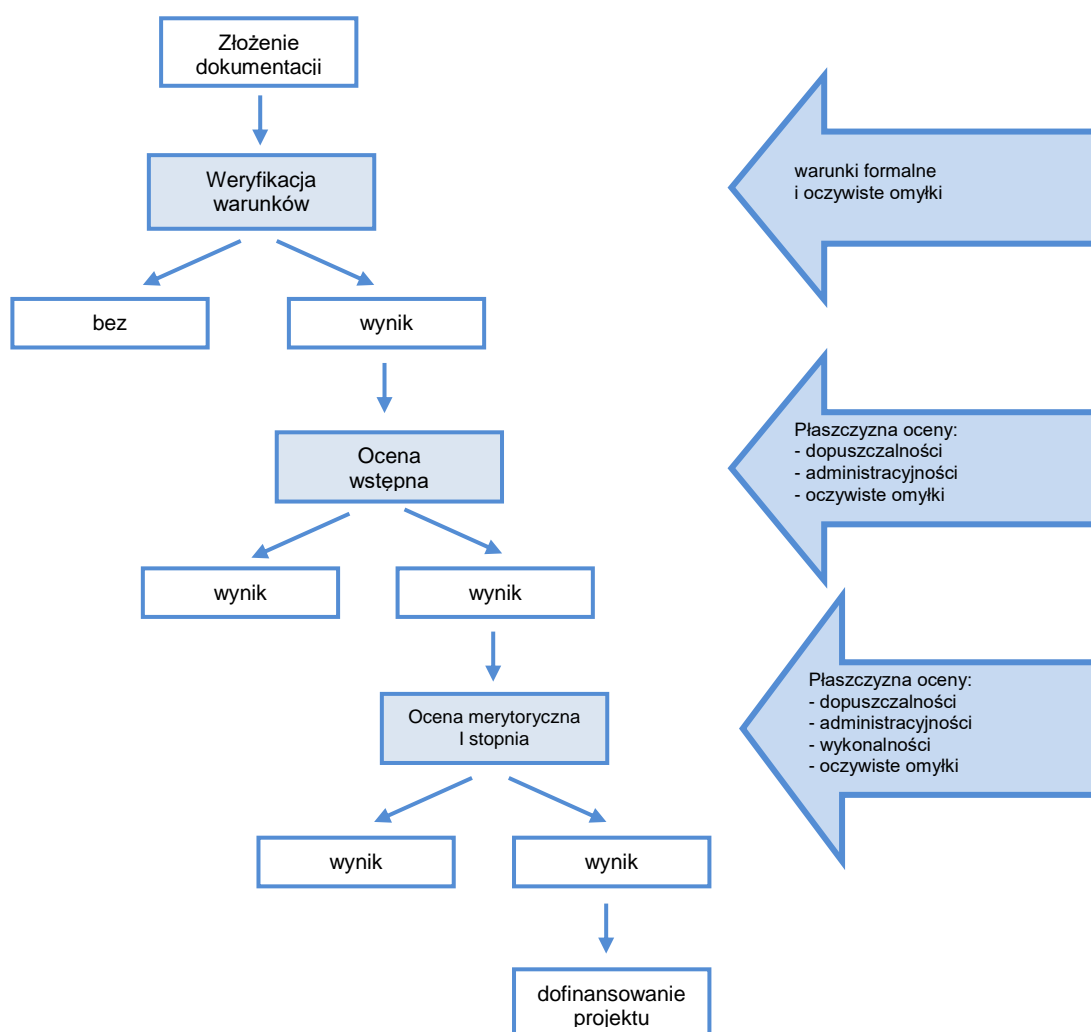 Złożenie
dokumentacji
Weryfikacja
warunków
warunki formalne
i oczywiste omyłki
bez
wynik
Ocena
wstępna
Płaszczyzna oceny:
- dopuszczalności
- administracyjności
- oczywiste omyłki
wynik
wynik
Ocena merytoryczna
I stopnia
Płaszczyzna oceny:
- dopuszczalności
- administracyjności
- wykonalności
- oczywiste omyłki
wynik
wynik
dofinansowanie
projektu